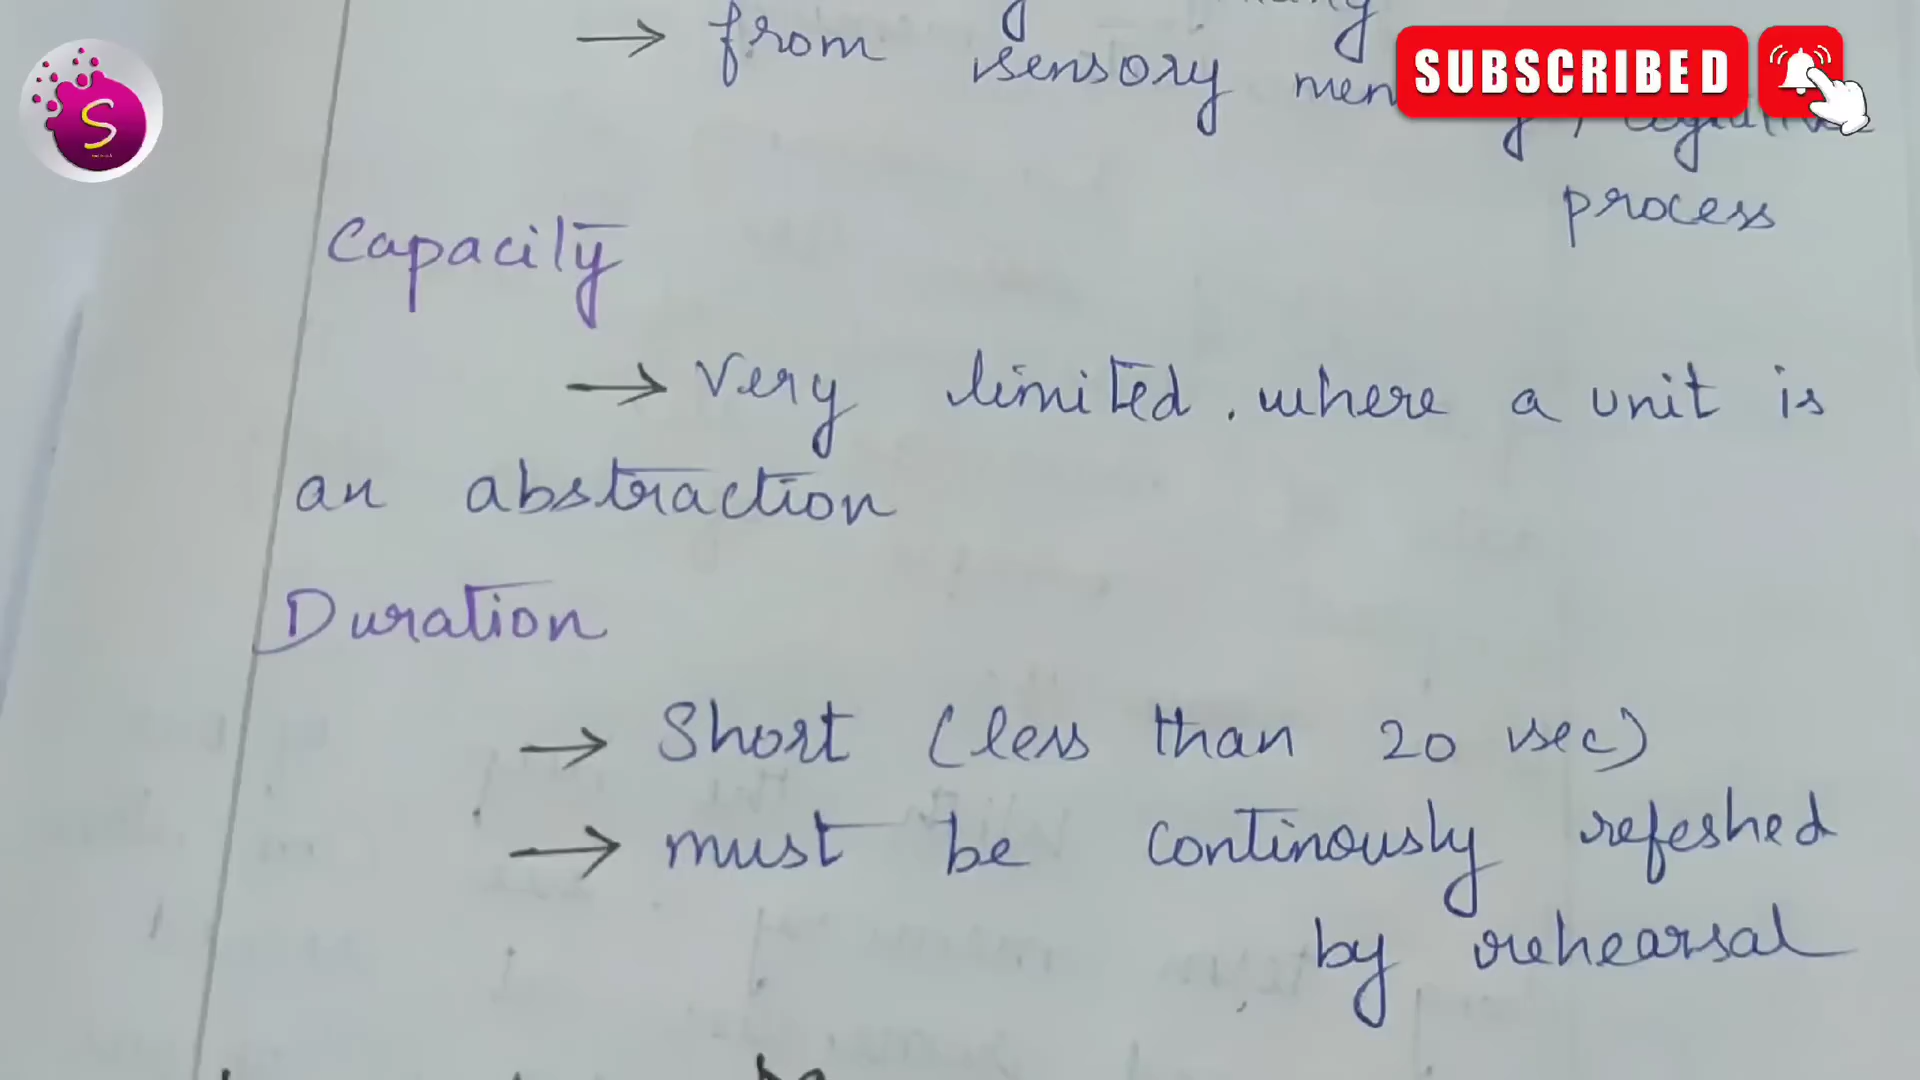 → from sensory
SUBSCRIBED
process
Capacity
→ Very limited. where a unit is
an abstraction
Duration
→ Short (less than 20 sec)
→ must be continously refeshed
by rehearsal
S